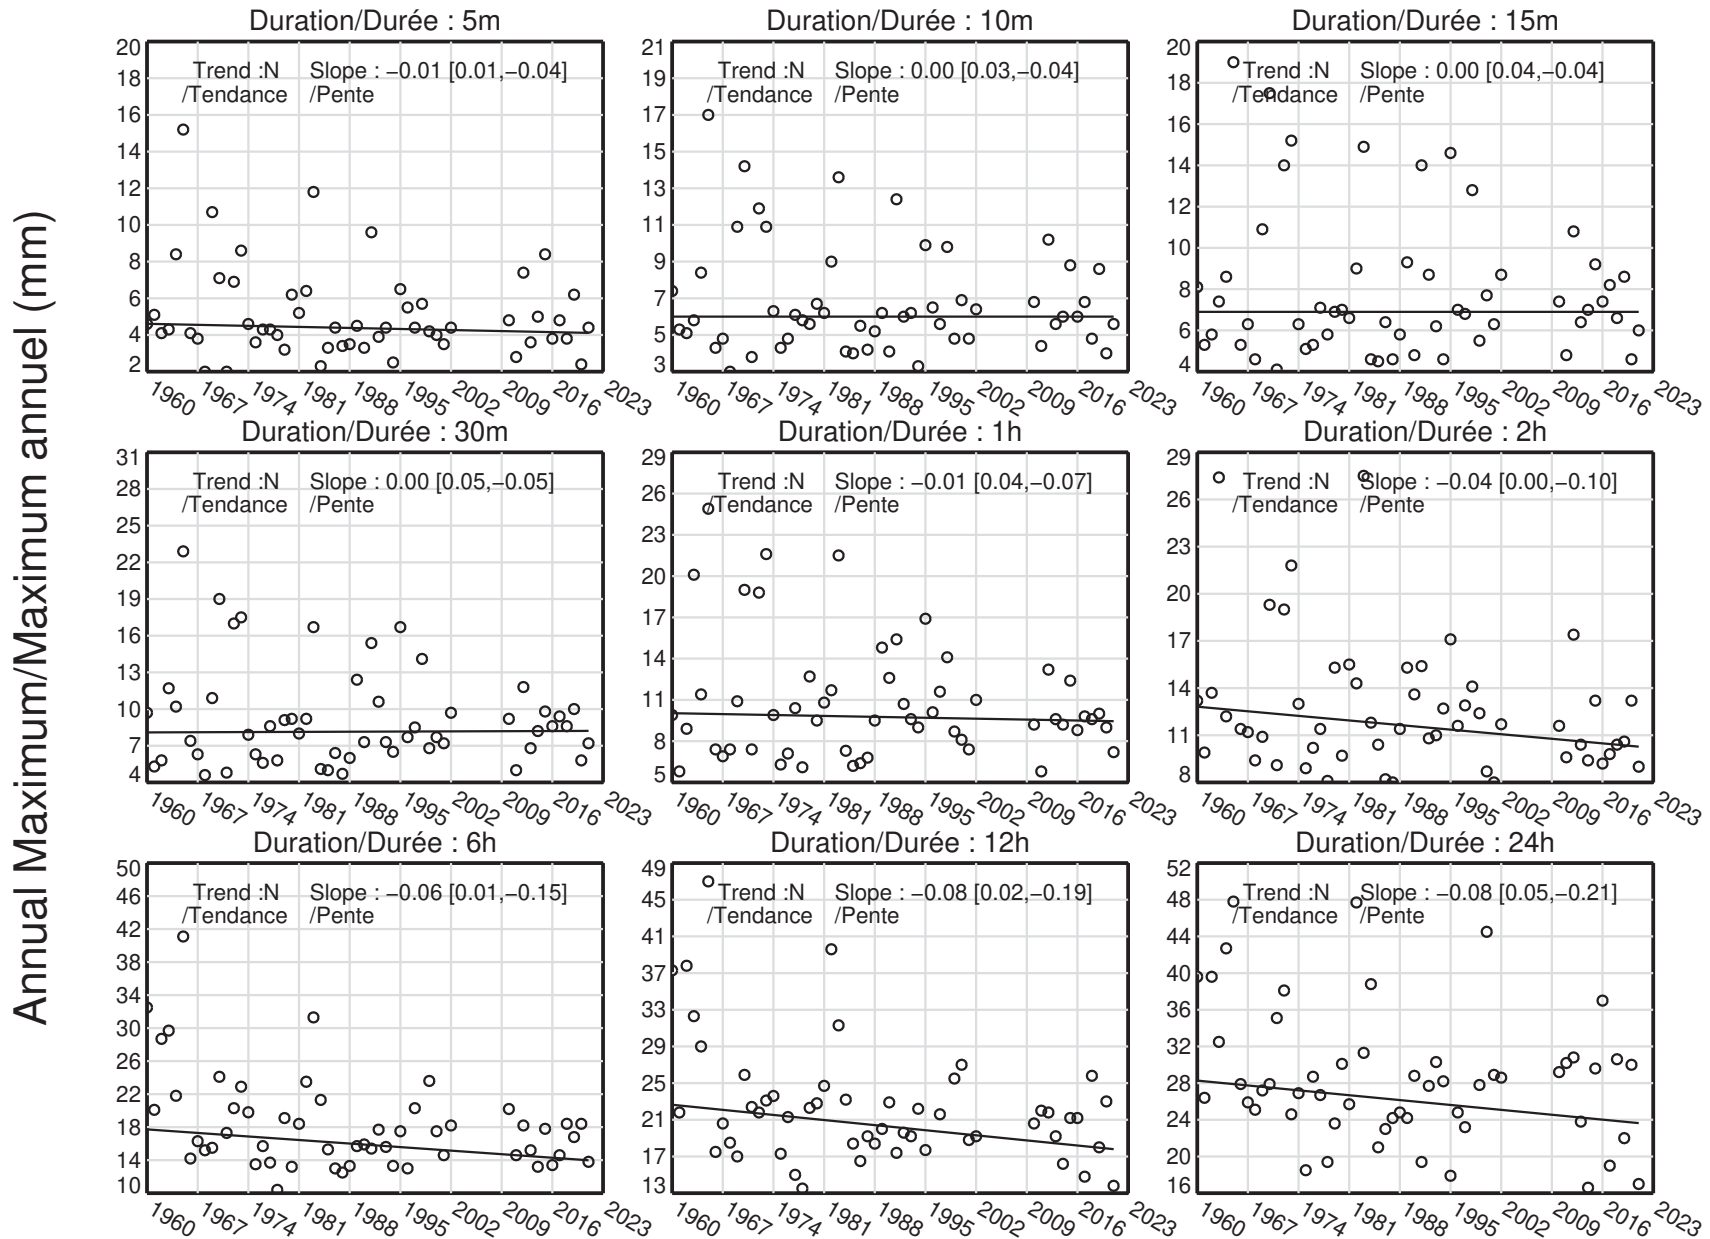 Annual Maximum/Maximum annuel (mm)
Duration/Durée : 5m
20
18
16
14
12
10
8
6
4
2
Trend :N Slope : −0.01 [0.01,−0.04]
/Tendance /Pente
1960 1967 1974 1981 1988 1995 2002 2009 2016 2023
Duration/Durée : 10m
21
19
17
15
13
11
9
7
5
3
Trend :N Slope : 0.00 [0.03,−0.04]
/Tendance /Pente
1960 1967 1974 1981 1988 1995 2002 2009 2016 2023
Duration/Durée : 15m
20
18
16
14
12
10
8
6
4
Trend :N Slope : 0.00 [0.04,−0.04]
/Tendance /Pente
1960 1967 1974 1981 1988 1995 2002 2009 2016 2023
Duration/Durée : 30m
31
28
25
22
19
16
13
10
7
4
Trend :N Slope : 0.00 [0.05,−0.05]
/Tendance /Pente
1960 1967 1974 1981 1988 1995 2002 2009 2016 2023
Duration/Durée : 1h
29
26
23
20
17
14
11
8
5
Trend :N Slope : −0.01 [0.04,−0.07]
/Tendance /Pente
1960 1967 1974 1981 1988 1995 2002 2009 2016 2023
Duration/Durée : 2h
29
26
23
20
17
14
11
8
Trend :N Slope : −0.04 [0.00,−0.10]
/Tendance /Pente
1960 1967 1974 1981 1988 1995 2002 2009 2016 2023
Duration/Durée : 6h
50
46
42
38
34
30
26
22
18
14
10
Trend :N Slope : −0.06 [0.01,−0.15]
/Tendance /Pente
1960 1967 1974 1981 1988 1995 2002 2009 2016 2023
Duration/Durée : 12h
49
45
41
37
33
29
25
21
17
13
Trend :N Slope : −0.08 [0.02,−0.19]
/Tendance /Pente
1960 1967 1974 1981 1988 1995 2002 2009 2016 2023
Duration/Durée : 24h
52
48
44
40
36
32
28
24
20
16
Trend :N Slope : −0.08 [0.05,−0.21]
/Tendance /Pente
1960 1967 1974 1981 1988 1995 2002 2009 2016 2023